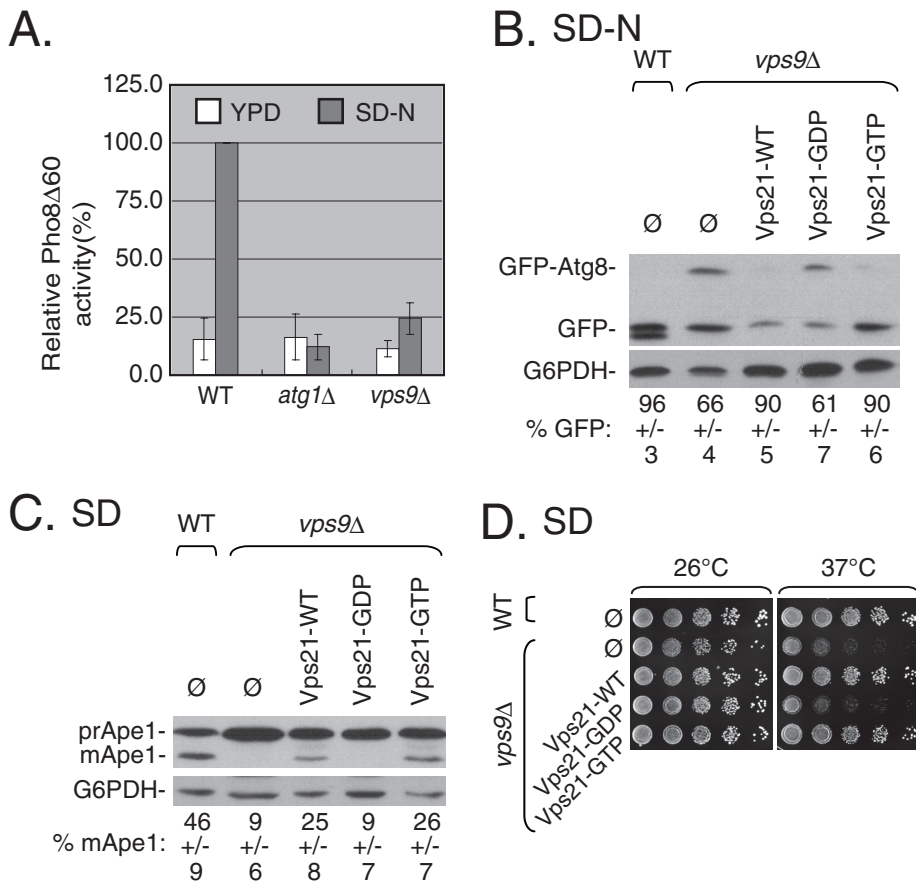 A.
125.0
100.0
75.0
50.0
25.0
0.0
Relative Pho8Δ60
activity(%)
YPD
SD-N
WT
atg1Δ
vps9Δ
B. SD-N
WT
vps9Δ
Ø
Ø
Vps21-WT
Vps21-GDP
Vps21-GTP
GFP-Atg8-
GFP-
G6PDH-
96 66 90 61 90
% GFP: +/- +/- +/- +/- +/-
3 4 5 7 6
C. SD
WT
vps9Δ
Ø
Ø
Vps21-WT
Vps21-GDP
Vps21-GTP
prApe1-
mApe1-
G6PDH-
46 9 25 9 26
% mApe1: +/- +/- +/- +/- +/-
9 6 8 7 7
D. SD
26°C
37°C
WT
Ø
vps9Δ
Ø
Vps21-WT
Vps21-GDP
Vps21-GTP